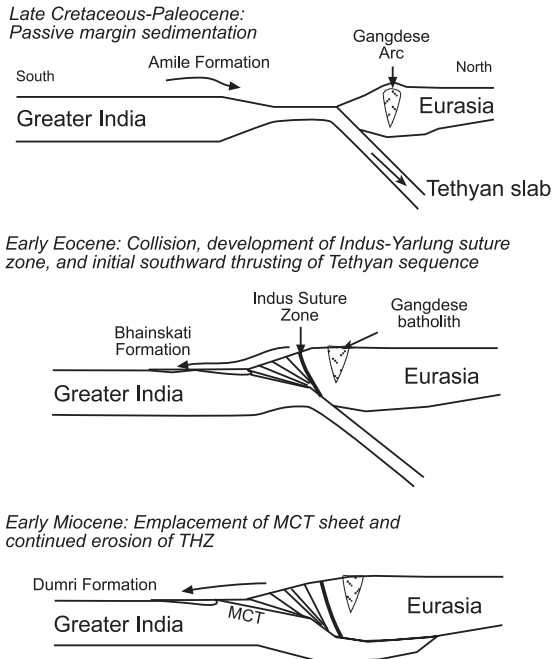 Late Cretaceous-Paleocene:
Passive margin sedimentation
Gangdese
Arc
Amile Formation
South
North
Greater India
Eurasia
Tethyan slab
Early Eocene: Collision, development of Indus-Yarlung suture
zone, and initial southward thrusting of Tethyan sequence
Indus Suture
Zone
Gangdese
batholith
Bhainskati
Formation
Greater India
Eurasia
Early Miocene: Emplacement of MCT sheet and
continued erosion of THZ
Dumri Formation
MCT
Greater India
Eurasia